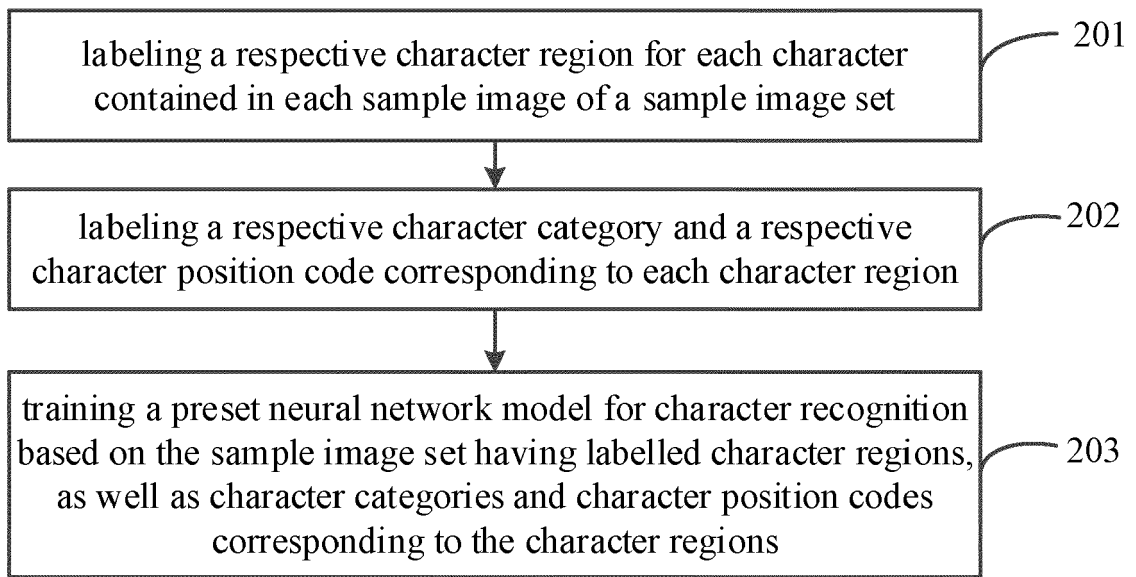 labeling a respective character region for each character
contained in each sample image of a sample image set
201
labeling a respective character category and a respective
character position code corresponding to each character region
202
training a preset neural network model for character recognition
based on the sample image set having labelled character regions,
as well as character categories and character position codes
corresponding to the character regions
203